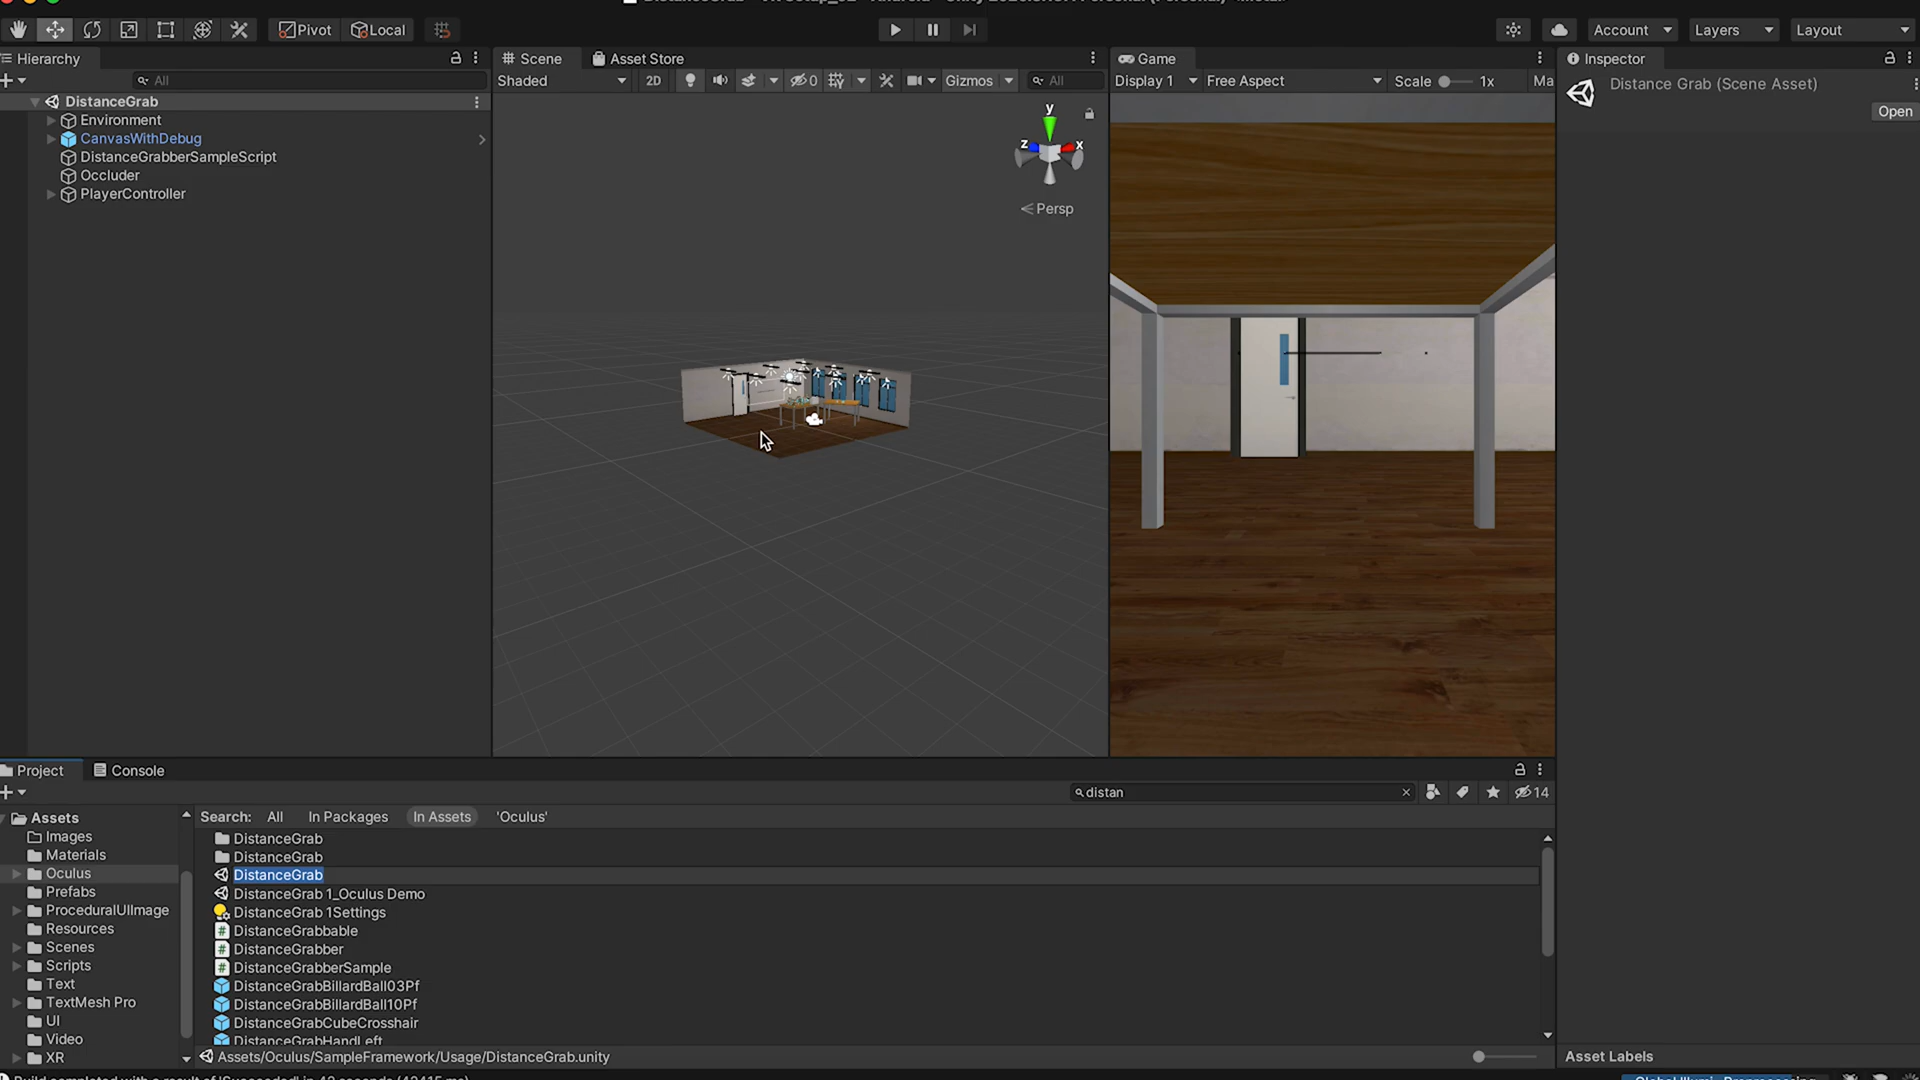 Pivot Local Account Layers Layout
Hierarchy Scene Asset Store Game Inspector
All Shaded 2D 0 Gizmos All Display 1 Free Aspect Scale 1x Ma
Distance Grab (Scene Asset)
Open
DistanceGrab
Environment
CanvasWithDebug
DistanceGrabberSampleScript
Occluder
PlayerController
y
z x
Persp
Project Console
distan 14
Search: All In Packages In Assets 'Oculus'
Assets
Images
Materials
Oculus
Prefabs
ProceduralUIImage
Resources
Scenes
Scripts
Text
TextMesh Pro
UI
Video
XR
DistanceGrab
DistanceGrab
DistanceGrab
DistanceGrab 1_Oculus Demo
DistanceGrab 1Settings
DistanceGrabbable
DistanceGrabber
DistanceGrabberSample
DistanceGrabBillardBall03Pf
DistanceGrabBillardBall10Pf
DistanceGrabCubeCrosshair
DistanceGrabHandLeft
Assets/Oculus/SampleFramework/Usage/DistanceGrab.unity
Asset Labels